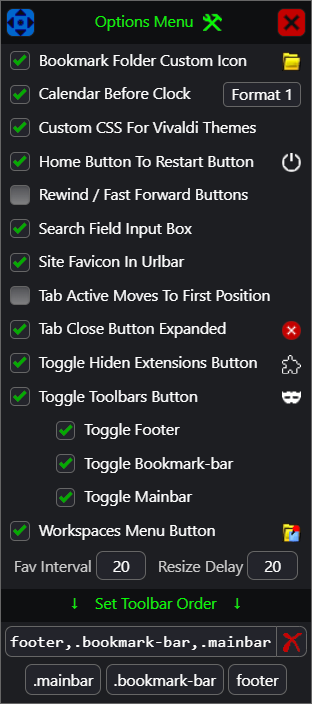 Options Menu
Bookmark Folder Custom Icon
Calendar Before Clock Format 1
Custom CSS For Vivaldi Themes
Home Button To Restart Button
Rewind / Fast Forward Buttons
Search Field Input Box
Site Favicon In Urlbar
Tab Active Moves To First Position
Tab Close Button Expanded
Toggle Hiden Extensions Button
Toggle Toolbars Button
Toggle Footer
Toggle Bookmark-bar
Toggle Mainbar
Workspaces Menu Button
Fav Interval 20 Resize Delay 20
↓ Set Toolbar Order ↓
footer,.bookmark-bar,.mainbar
.mainbar .bookmark-bar footer